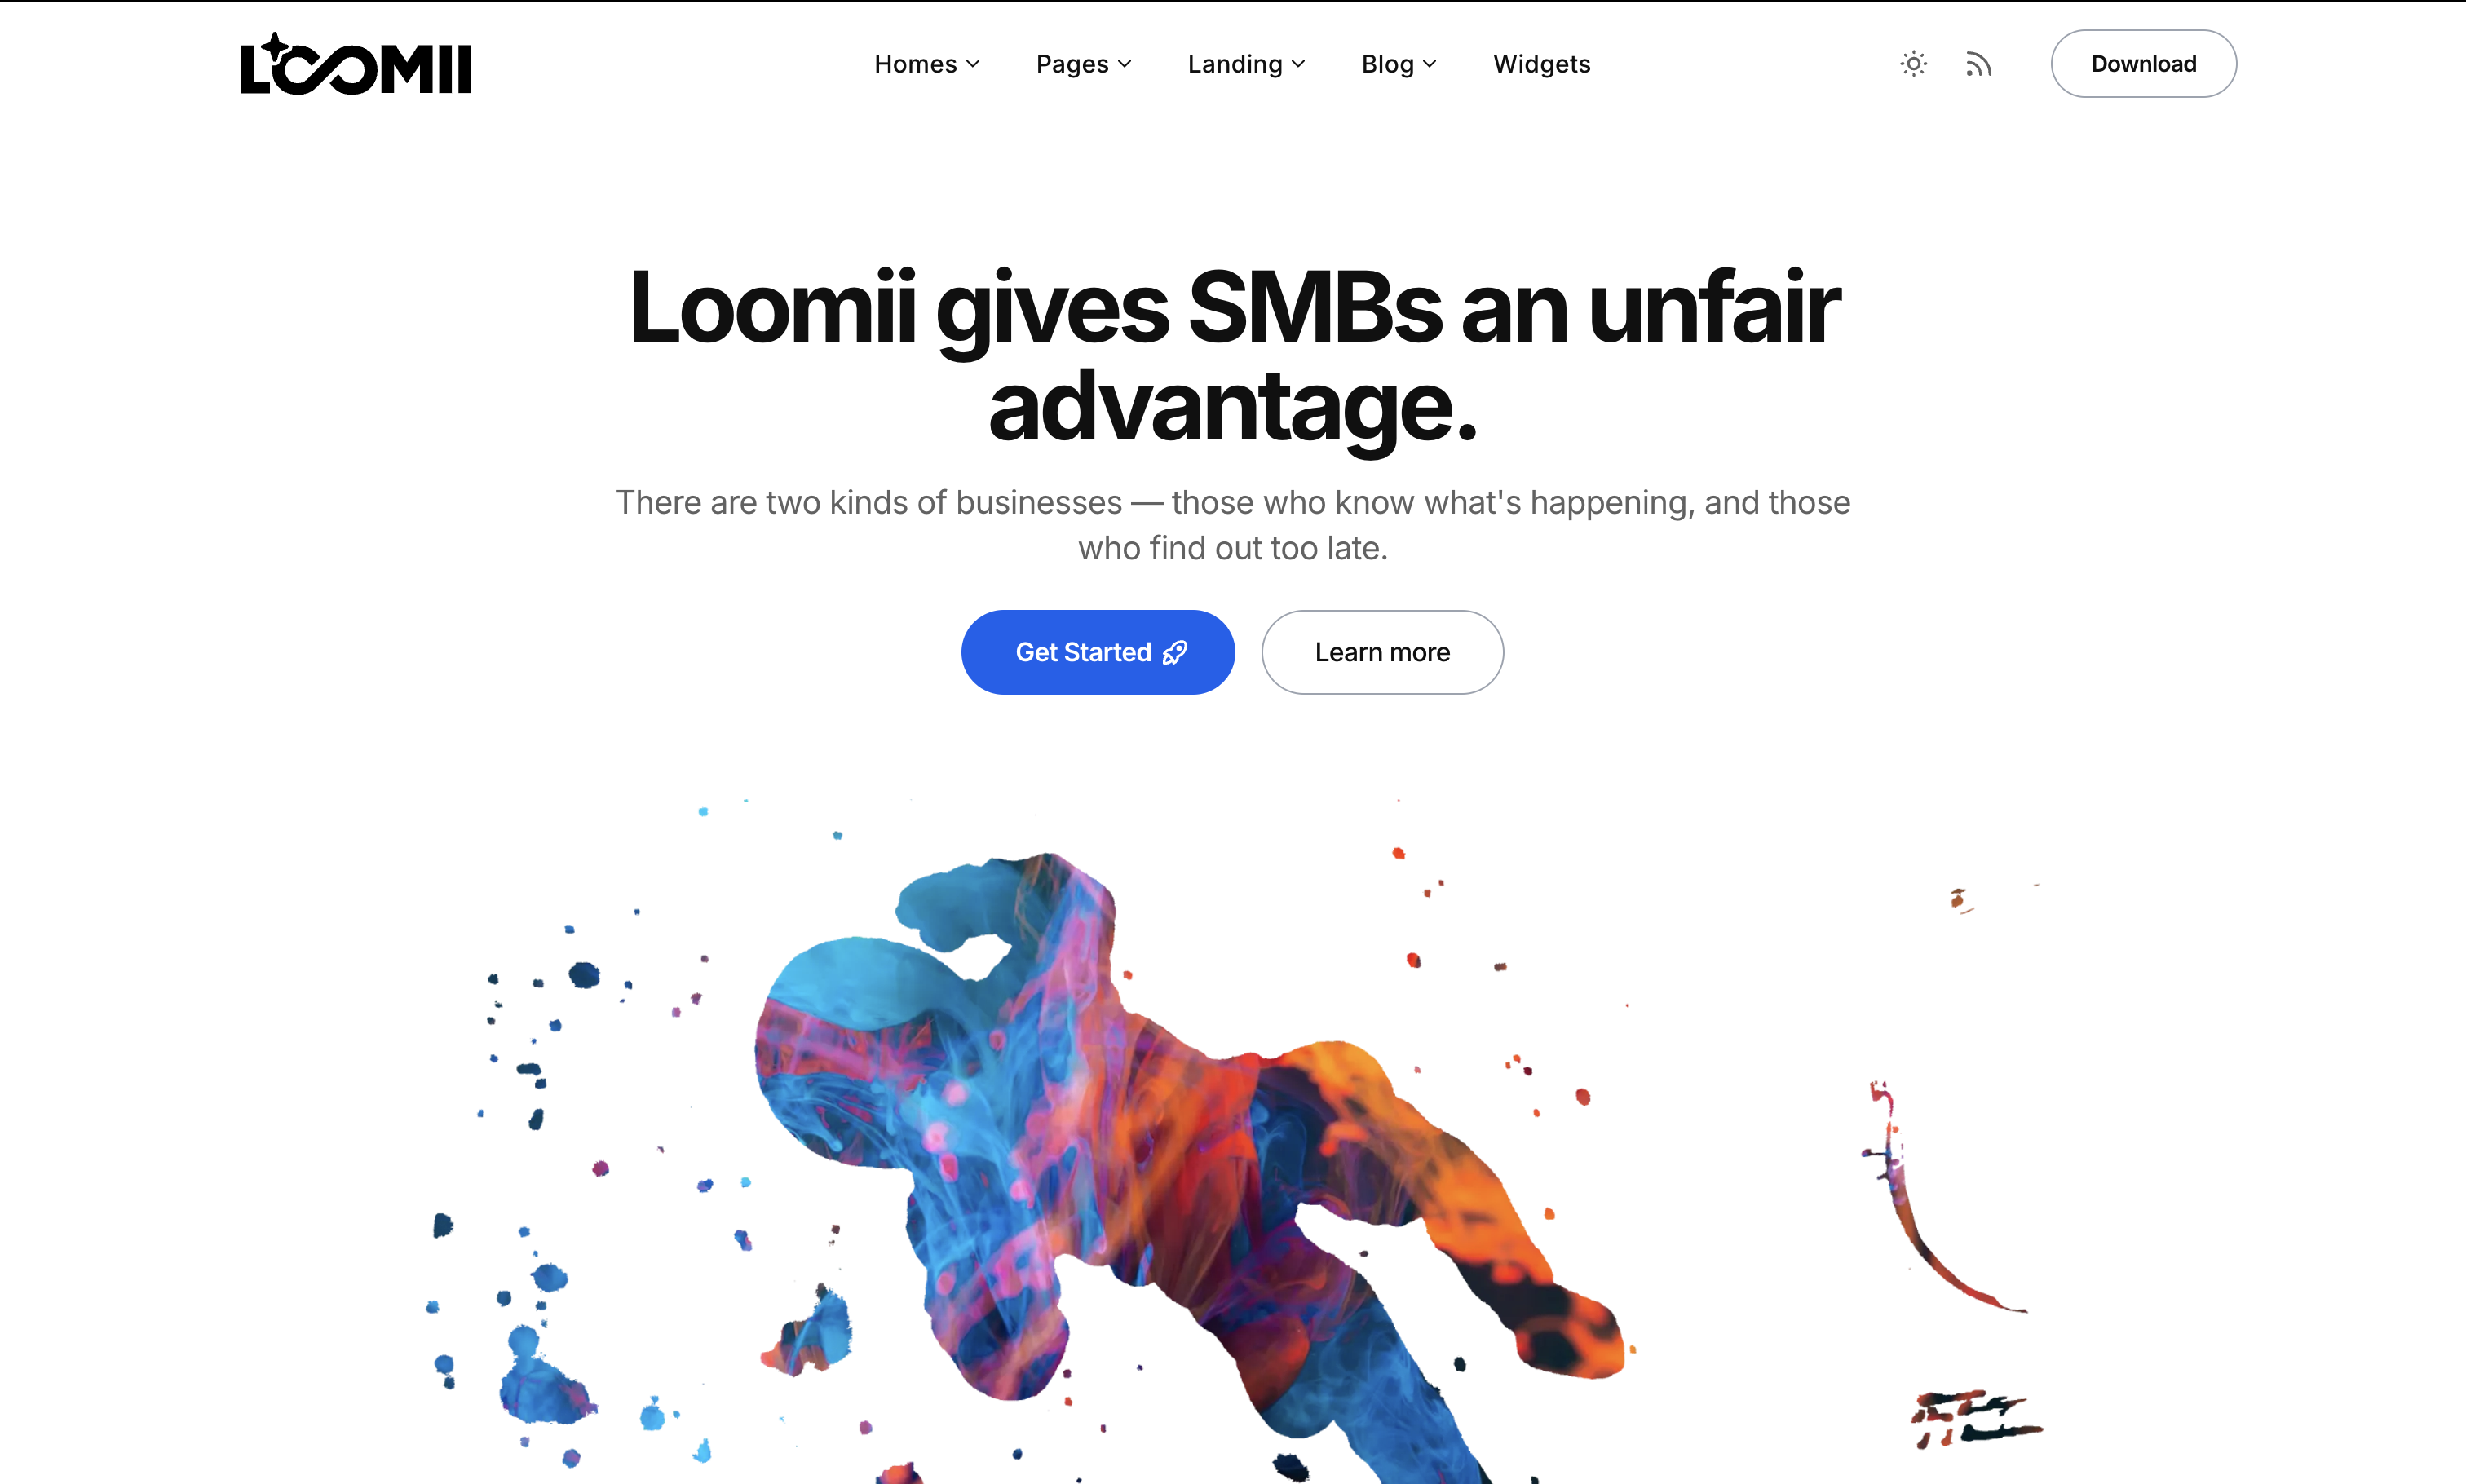 LOOMII
Homes
Pages
Landing
Blog
Widgets
Download
Loomii gives SMBs an unfair
advantage.
There are two kinds of businesses — those who know what's happening, and those
who find out too late.
Get Started
Learn more